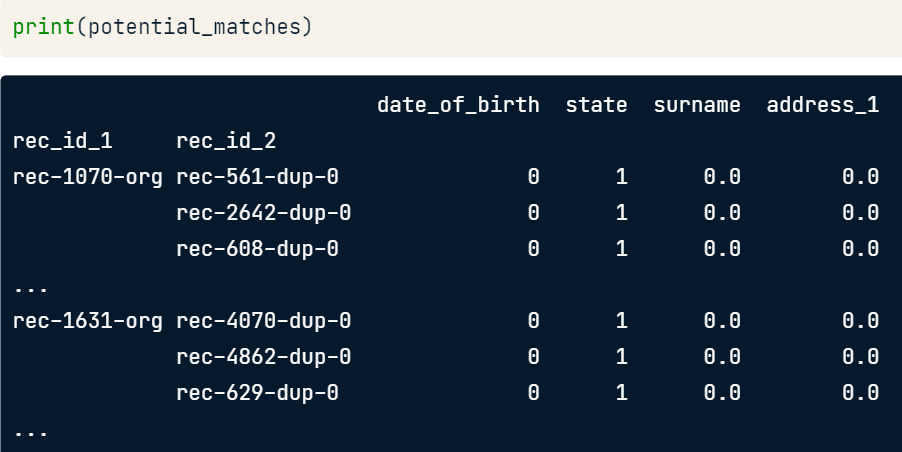 print(potential_matches)
date_of_birth state surname address_1
rec_id_1 rec_id_2
rec-1070-org rec-561-dup-0 0 1 0.0 0.0
rec-2642-dup-0 0 1 0.0 0.0
rec-608-dup-0 0 1 0.0 0.0
...
rec-1631-org rec-4070-dup-0 0 1 0.0 0.0
rec-4862-dup-0 0 1 0.0 0.0
rec-629-dup-0 0 1 0.0 0.0
...